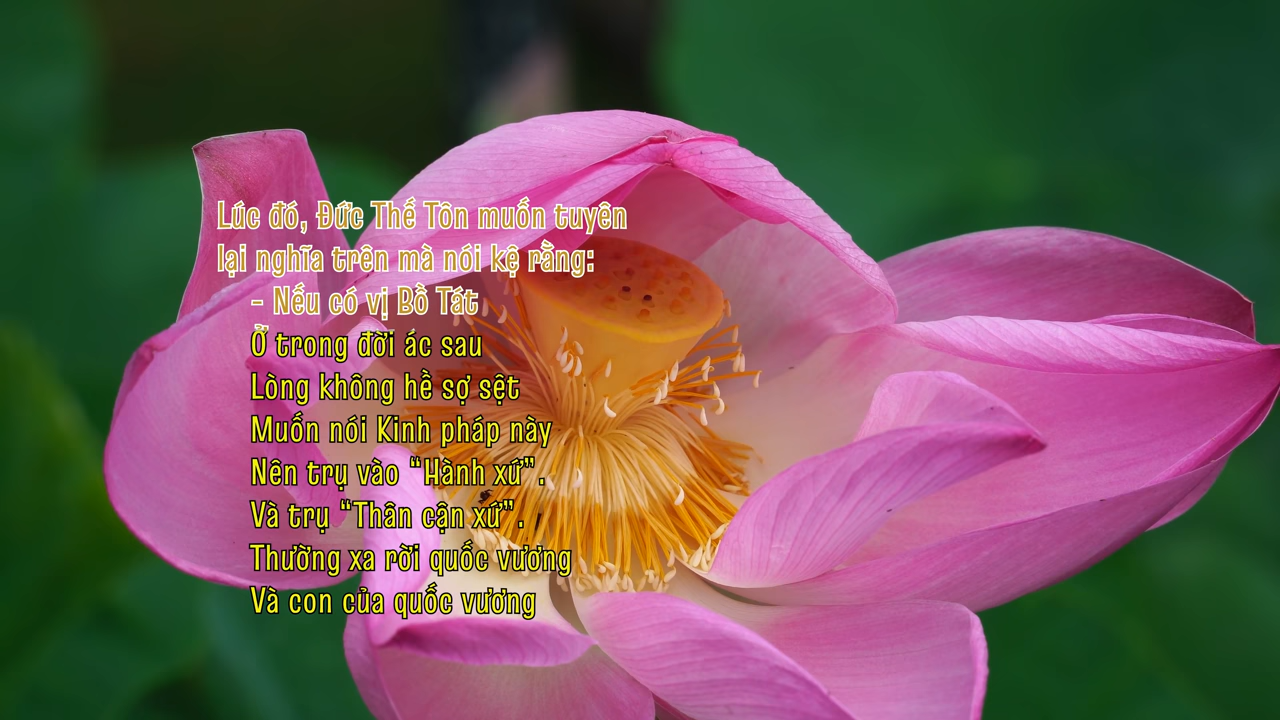 Lúc đó, Đức Thế Tôn muốn tuyên
lại nghĩa trên mà nói kệ rằng:
- Nếu có vị Bồ Tát
Ở trong đời ác sau
Lòng không hề sợ sệt
Muốn nói Kinh pháp này
Nên trụ vào “Hành xứ”.
Và trụ “Thân cận xứ”.
Thường xa rời quốc vương
Và con của quốc vương